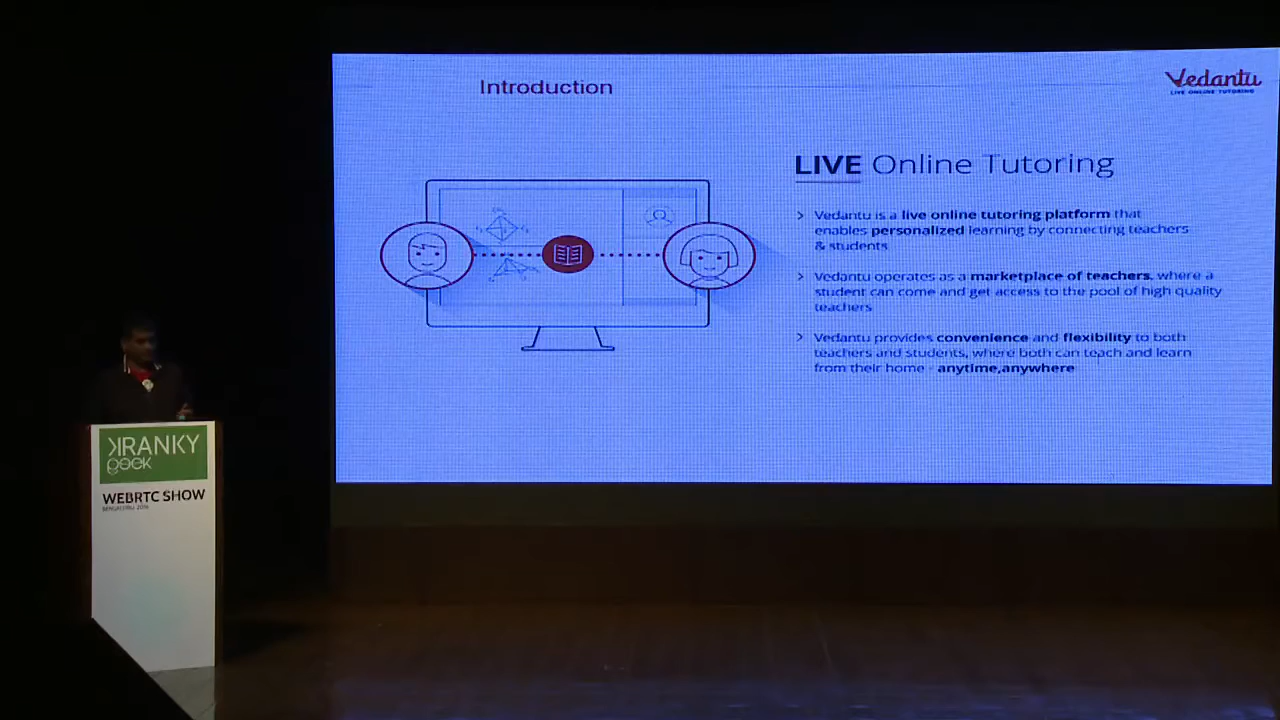 Introduction
Vedantu
LIVE ONLINE TUTORING
LIVE Online Tutoring
Vedantu is a live online tutoring platform that
enables personalized learning by connecting teachers
& students
Vedantu operates as a marketplace of teachers, where a
student can come and get access to the pool of high quality
teachers
Vedantu provides convenience and flexibility to both
teachers and students, where both can teach and learn
from their home - anytime,anywhere
KRANKY
geek
WEBRTC SHOW
BENGALURU 2016